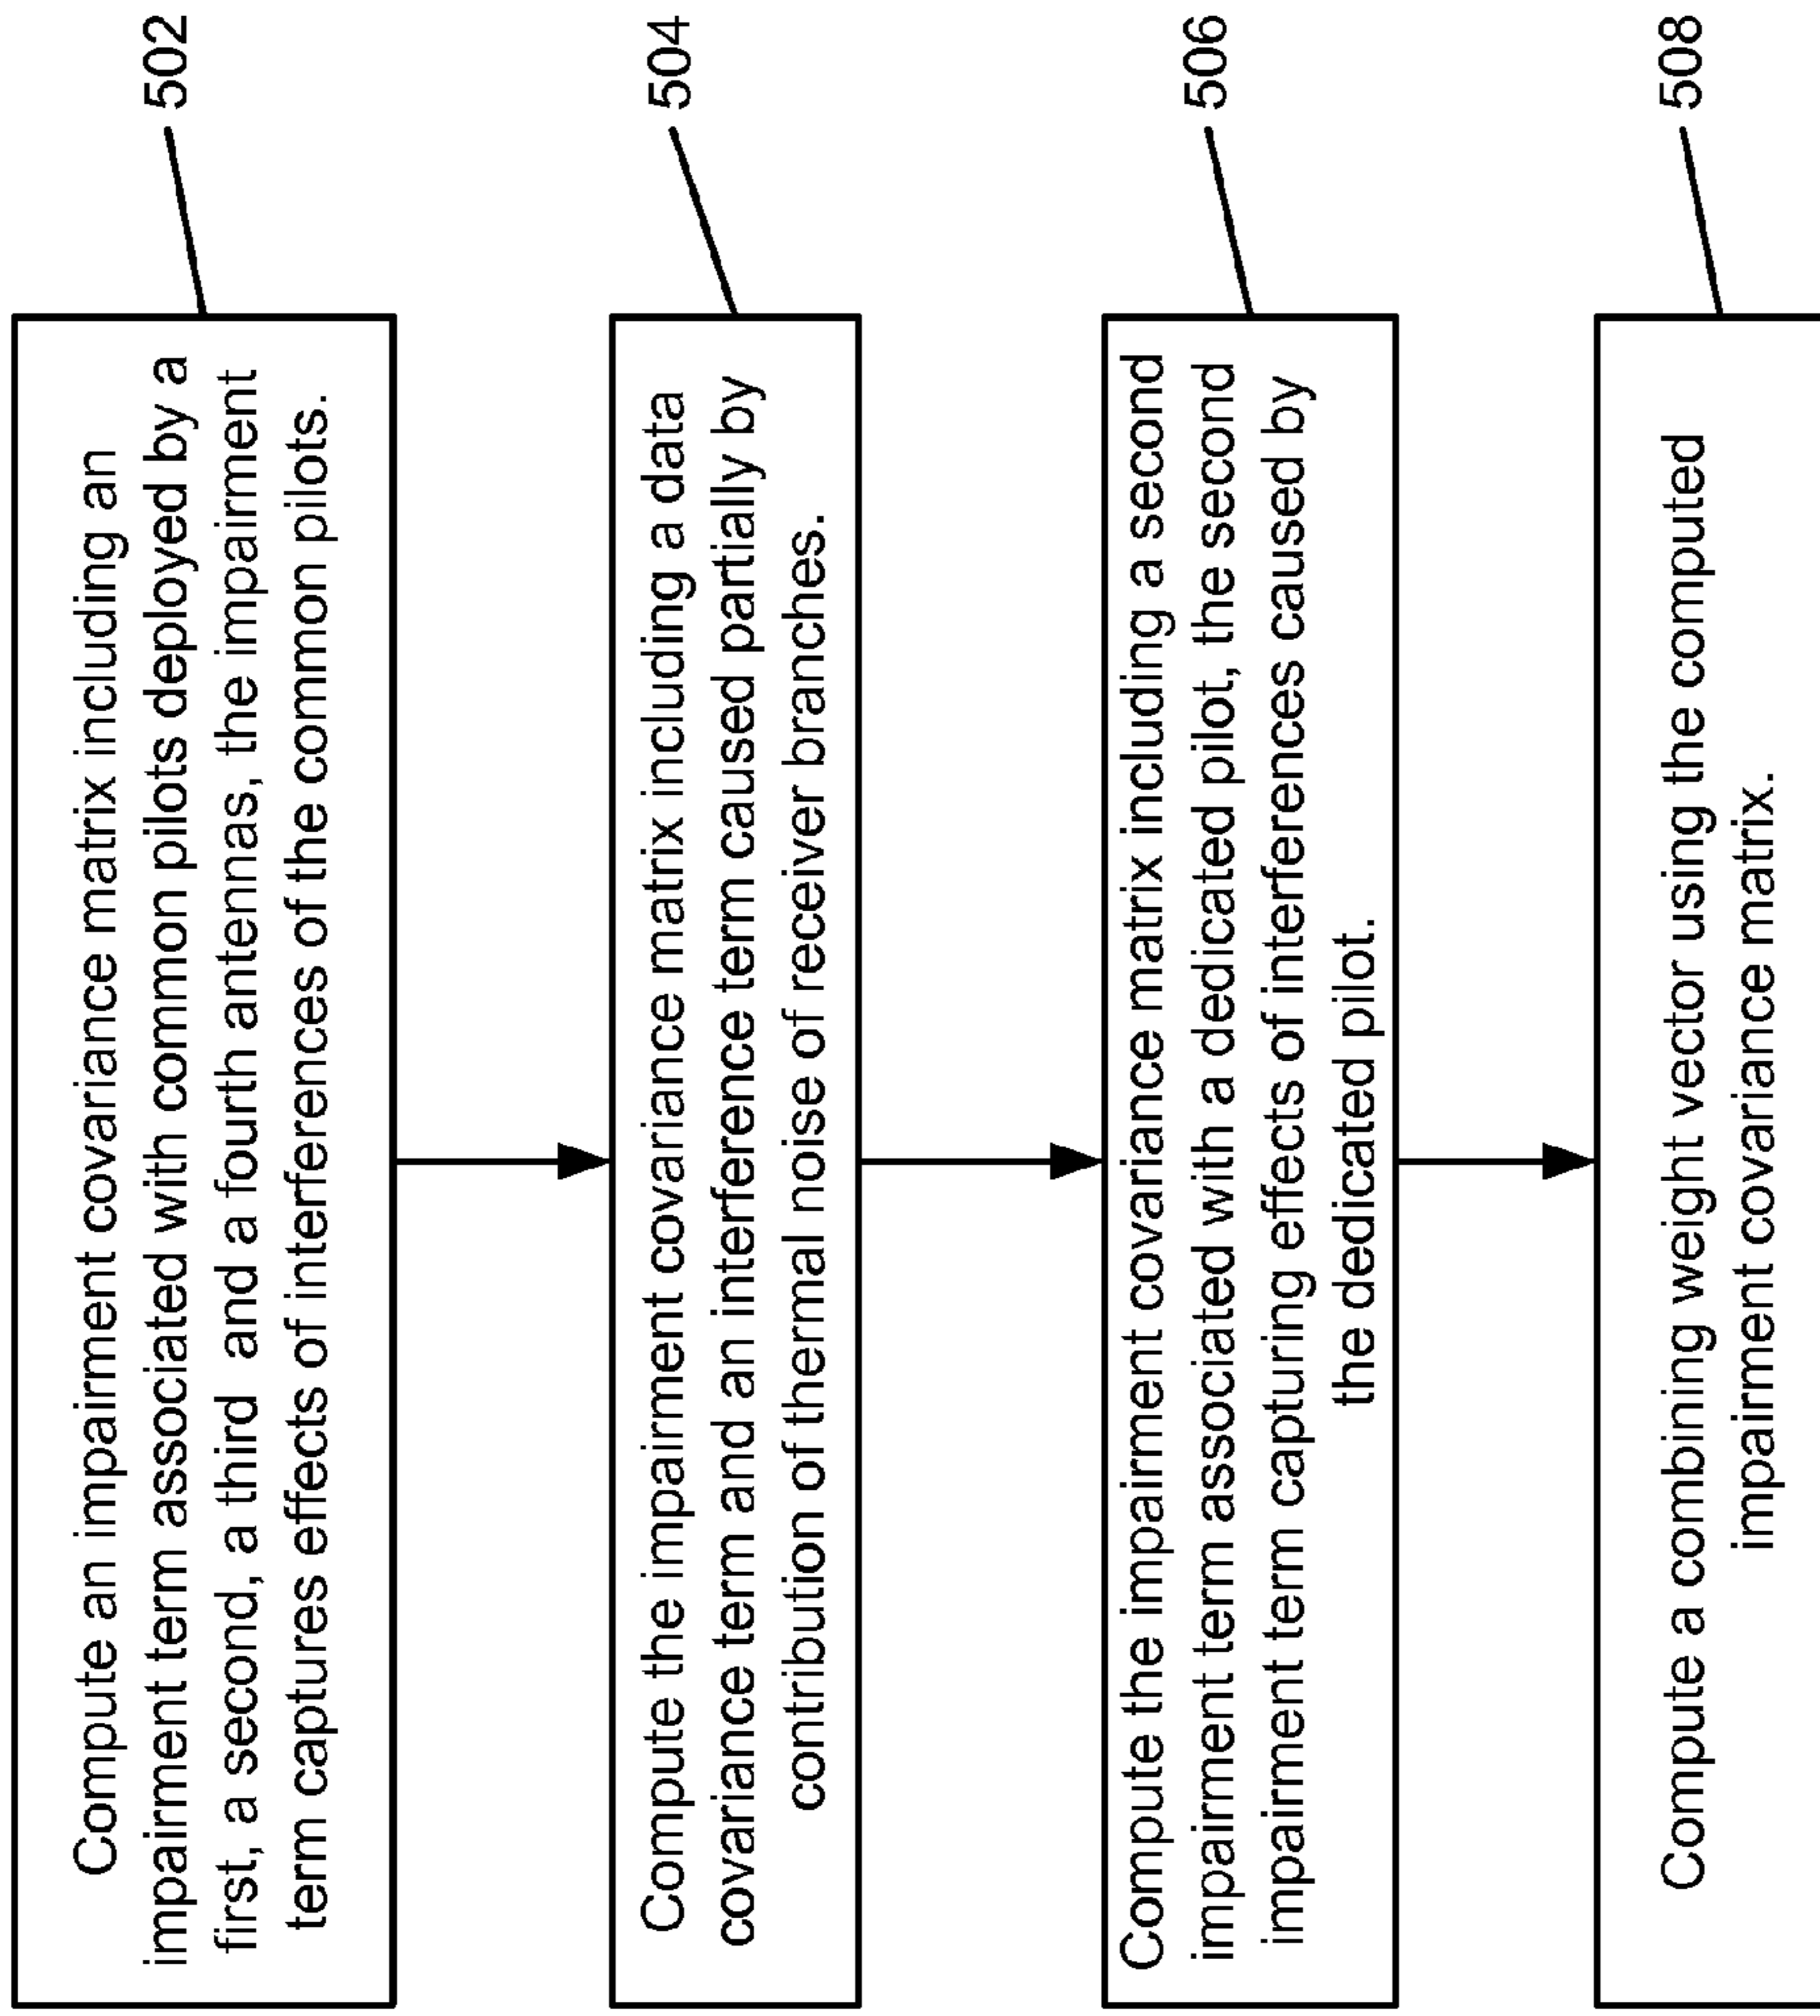 Compute an impairment covariance matrix including an
impairment term associated with common pilots deployed by a
first, a second, a third and a fourth antennas, the impairment
term captures effects of interferences of the common pilots.
502
Compute the impairment covariance matrix including a data
covariance term and an interference term caused partially by
contribution of thermal noise of receiver branches.
504
Compute the impairment covariance matrix including a second
impairment term associated with a dedicated pilot, the second
impairment term capturing effects of interferences caused by
the dedicated pilot.
506
Compute a combining weight vector using the computed
impairment covariance matrix.
508